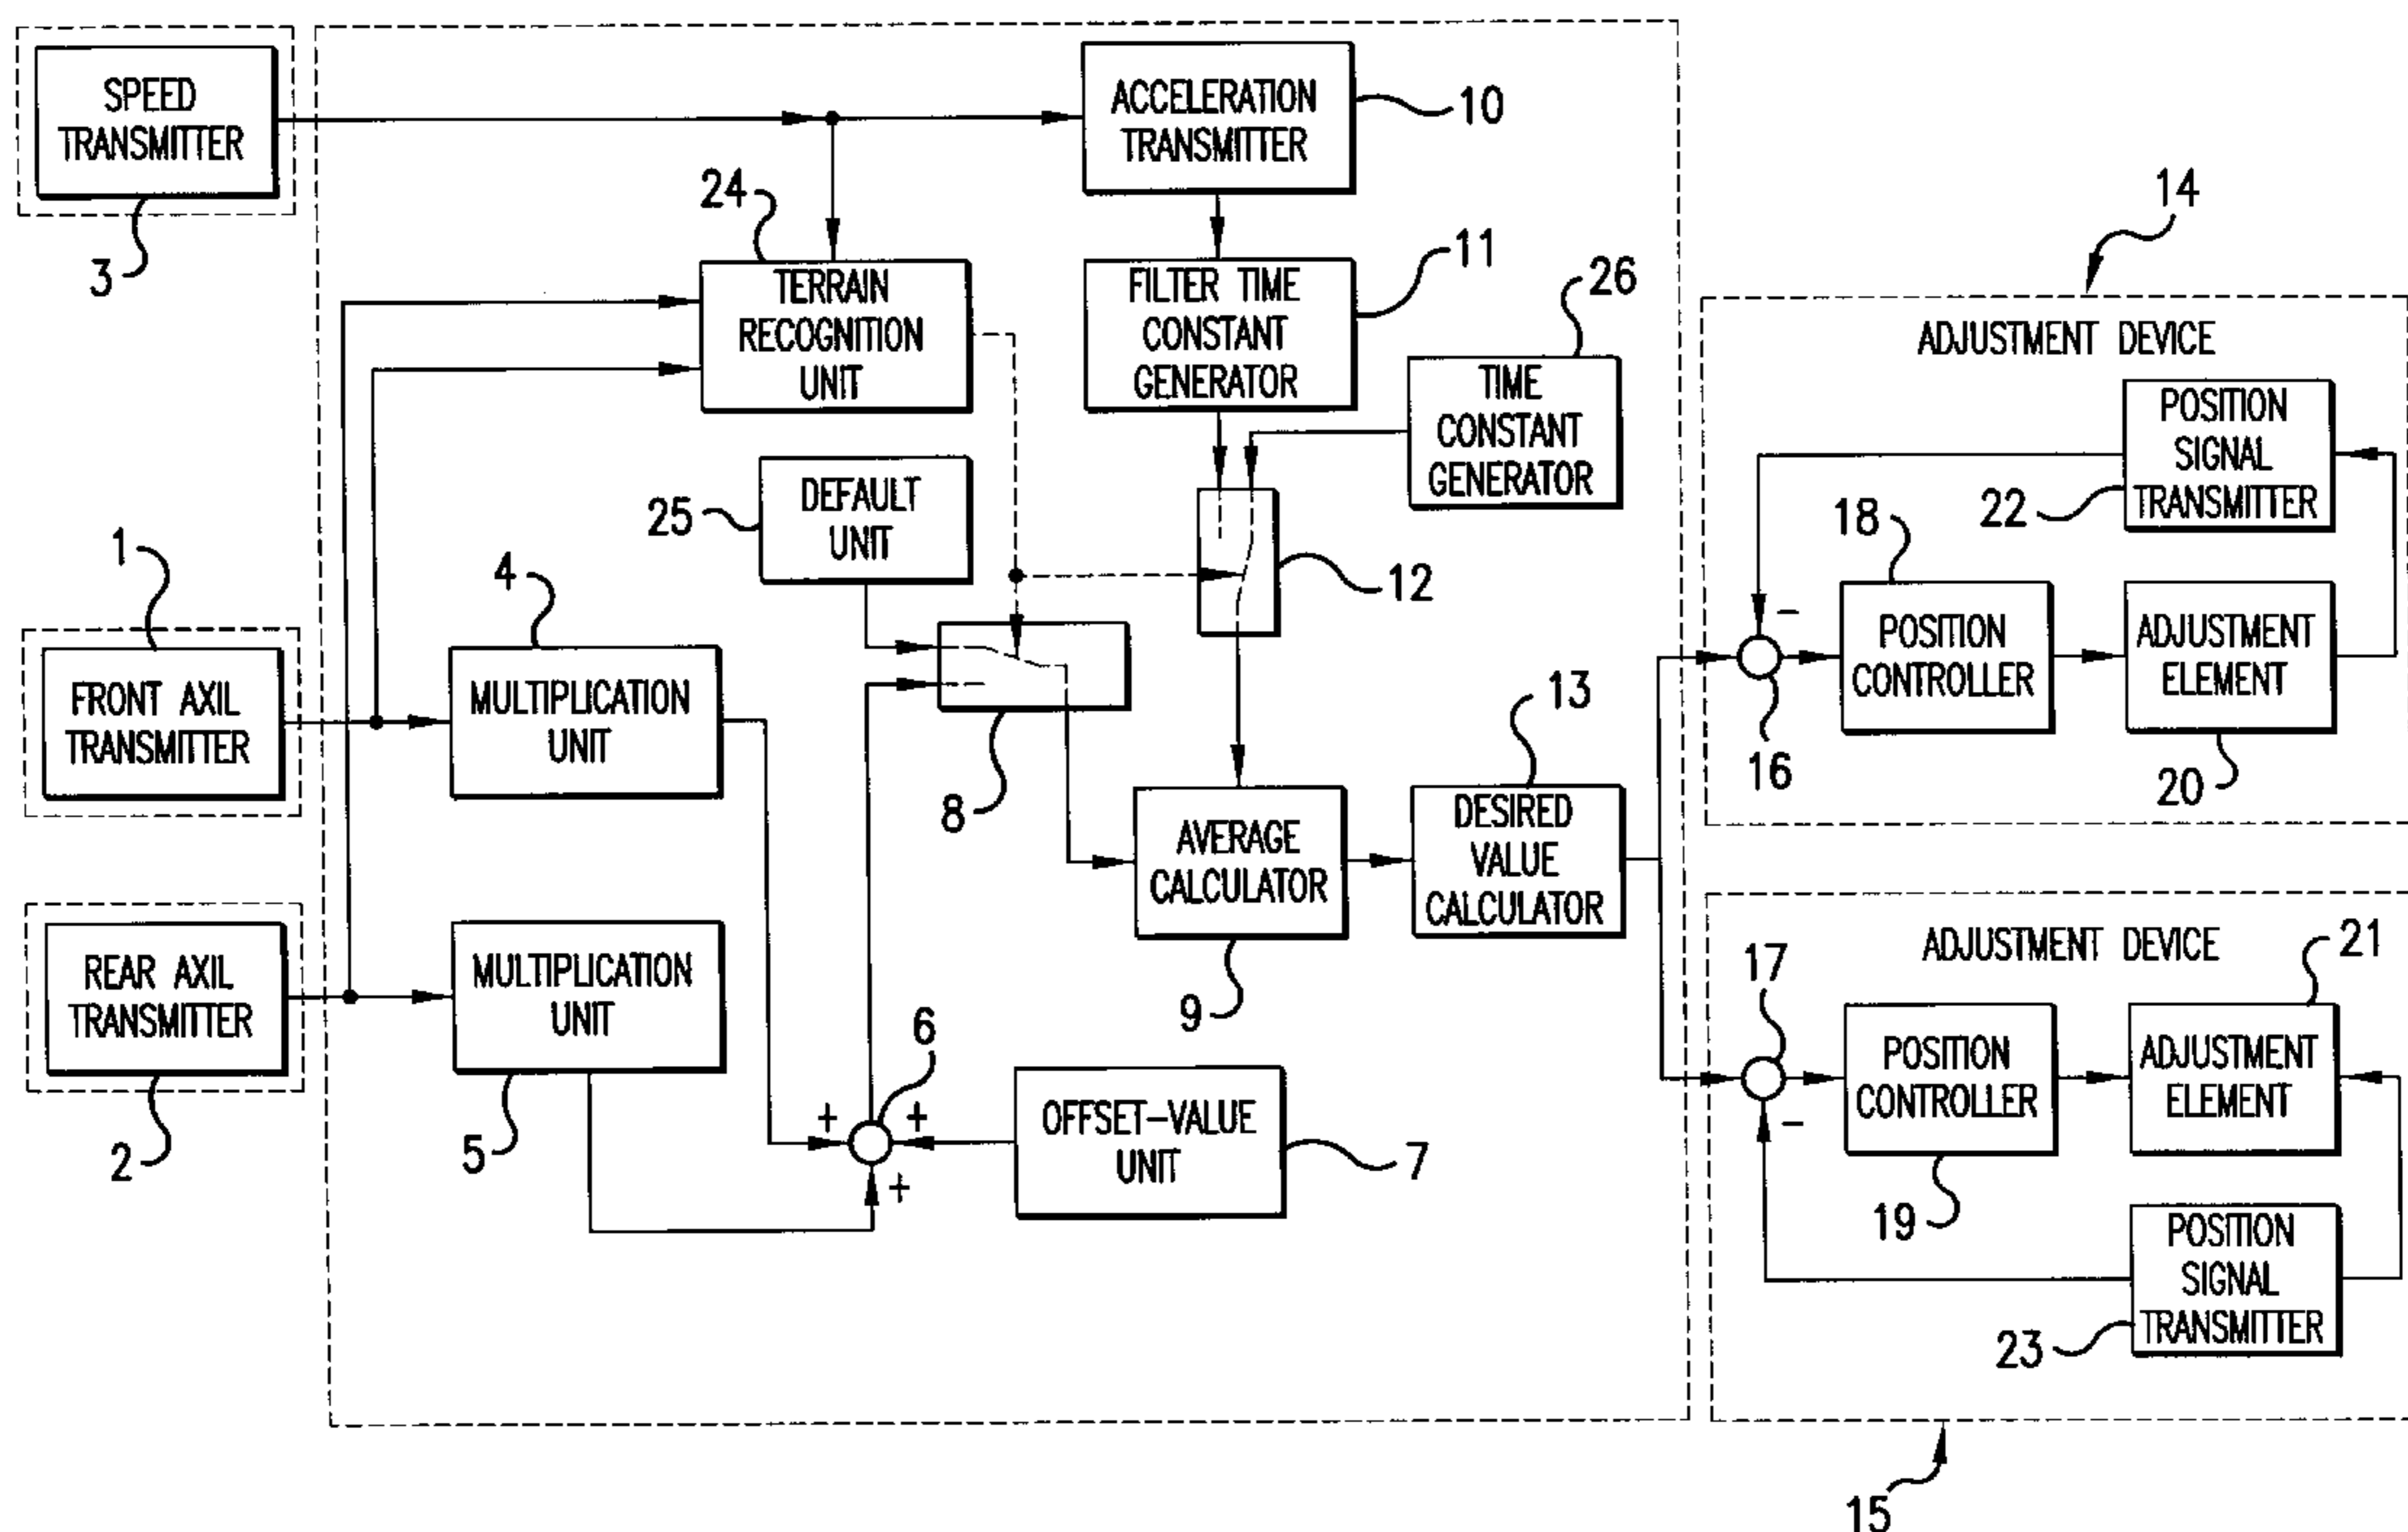 SPEED
TRANSMITTER
3
ACCELERATION
TRANSMITTER
10
24
TERRAIN
RECOGNITION
UNIT
FILTER TIME
CONSTANT
GENERATOR
11
26
TIME
CONSTANT
GENERATOR
25
DEFAULT
UNIT
12
1
FRONT AXIL
TRANSMITTER
4
MULTIPLICATION
UNIT
8
REAR AXIL
TRANSMITTER
2
MULTIPLICATION
UNIT
5
6
+
+
+
OFFSET-VALUE
UNIT
7
AVERAGE
CALCULATOR
9
13
DESIRED
VALUE
CALCULATOR
14
ADJUSTMENT DEVICE
POSITION
SIGNAL
TRANSMITTER
22
18
-
16
POSITION
CONTROLLER
ADJUSTMENT
ELEMENT
20
ADJUSTMENT DEVICE
21
17
-
POSITION
CONTROLLER
19
ADJUSTMENT
ELEMENT
POSITION
SIGNAL
TRANSMITTER
23
15